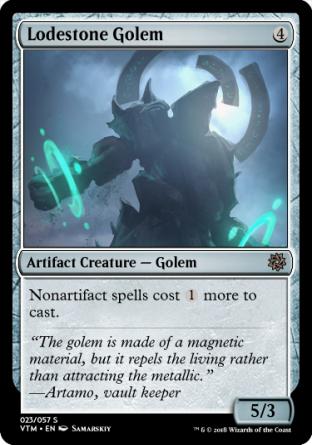 Lodestone Golem 4
Artifact Creature — Golem
Nonartifact spells cost 1 more to
cast.
“The golem is made of a magnetic
material, but it repels the living rather
than attracting the metallic.”
—Artamo, vault keeper
5/3
023/057 S
VTM • EN SAMARSKIY
™ & © 2018 Wizards of the Coast